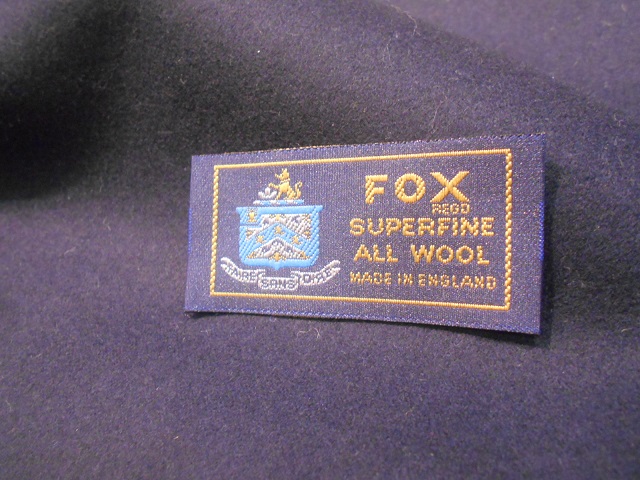 FOX
REGD
SUPERFINE
ALL WOOL
MADE IN ENGLAND
FAIRE SANS DIRE